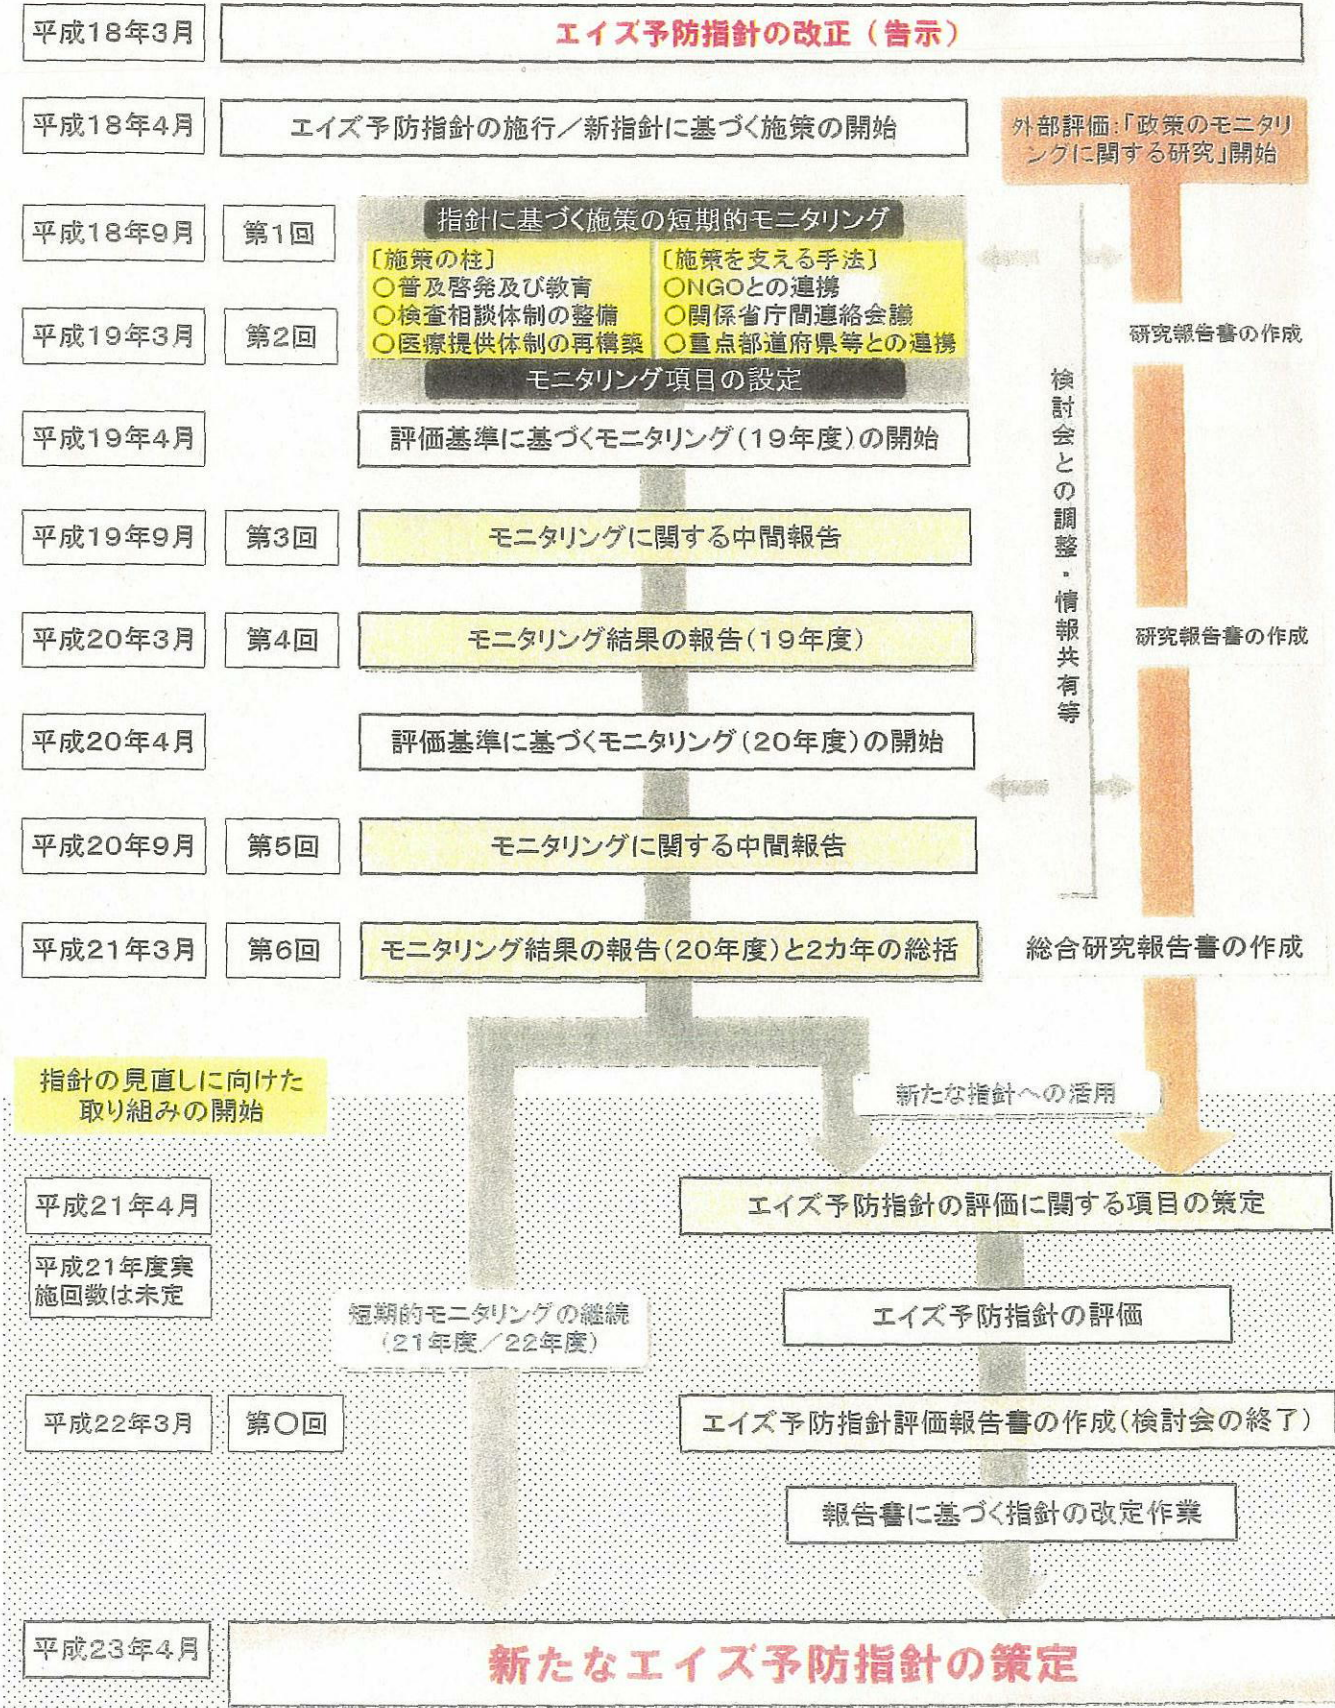 平成18年3月
エイズ予防指針の改正（告示）
平成18年4月
エイズ予防指針の施行／新指針に基づく施策の開始
外部評価：「政策のモニタリ
ングに関する研究」開始
平成18年9月
第1回
指針に基づく施策の短期的モニタリング
［施策の柱］
○普及啓発及び教育
○検査相談体制の整備
○医療提供体制の再構築
［施策を支える手法］
○NGOとの連携
○関係省庁間連絡会議
○重点都道府県等との連携
平成19年3月
第2回
モニタリング項目の設定
研究報告書の作成
検討会との調整・情報共有等
平成19年4月
評価基準に基づくモニタリング（19年度）の開始
平成19年9月
第3回
モニタリングに関する中間報告
平成20年3月
第4回
モニタリング結果の報告（19年度）
研究報告書の作成
平成20年4月
評価基準に基づくモニタリング（20年度）の開始
平成20年9月
第5回
モニタリングに関する中間報告
平成21年3月
第6回
モニタリング結果の報告（20年度）と2カ年の総括
総合研究報告書の作成
指針の見直しに向けた
取り組みの開始
新たな指針への活用
平成21年4月
エイズ予防指針の評価に関する項目の策定
平成21年度実
施回数は未定
短期的モニタリングの継続
（21年度／22年度）
エイズ予防指針の評価
平成22年3月
第○回
エイズ予防指針評価報告書の作成（検討会の終了）
報告書に基づく指針の改定作業
平成23年4月
新たなエイズ予防指針の策定